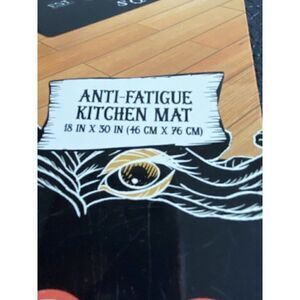 ANTI-FATIGUE
KITCHEN MAT
18 IN X 30 IN (46 CM X 76 CM)